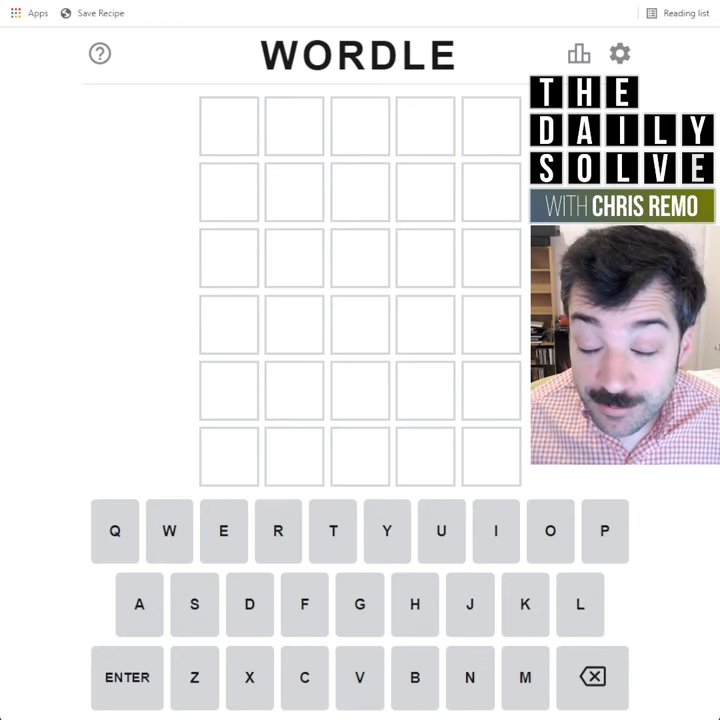 Apps Save Recipe Reading list
? WORDLE
THE
DAILY
SOLVE
WITH CHRIS REMO
Q W E R T Y U I O P
A S D F G H J K L
ENTER Z X C V B N M